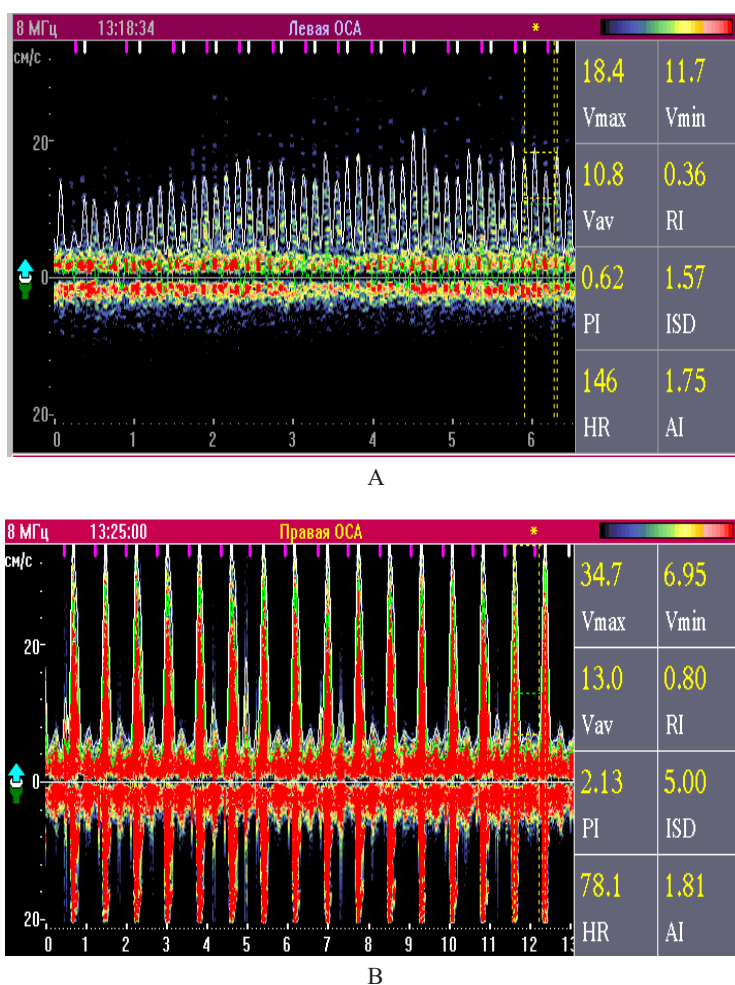 8 МГц 13:18:34 Левая ОСА *
см/с
18.4 11.7
Vmax Vmin
20
10.8 0.36
Vav RI
0
0.62 1.57
PI ISD
146 1.75
20
HR AI
0 1 2 3 4 5 6
A
8 МГц 13:25:00 Правая ОСА *
см/с
34.7 6.95
Vmax Vmin
20
13.0 0.80
Vav RI
0
2.13 5.00
PI ISD
78.1 1.81
20
HR AI
0 1 2 3 4 5 6 7 8 9 10 11 12 13
B